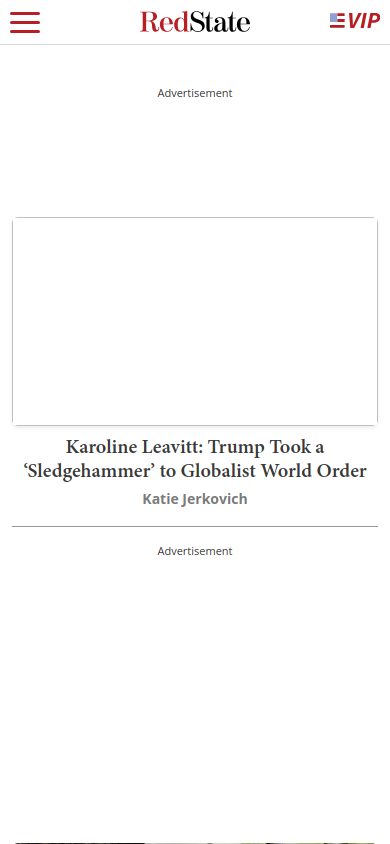 RedState
VIP
Advertisement
Karoline Leavitt: Trump Took a
‘Sledgehammer’ to Globalist World Order
Katie Jerkovich
Advertisement